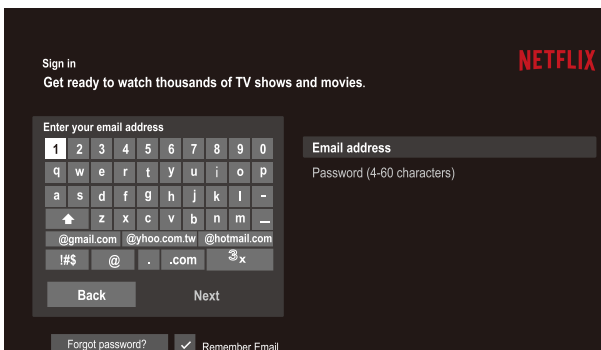 NETFLIX
Sign in
Get ready to watch thousands of TV shows and movies.
Enter your email address
1 2 3 4 5 6 7 8 9 0
q w e r t y u i o p
a s d f g h j k l -
z x c v b n m _
@gmail.com @yhoo.com.tw @hotmail.com
!#$ @ . .com 3x
Back Next
Email address
Password (4-60 characters)
Forgot password? Remember Email